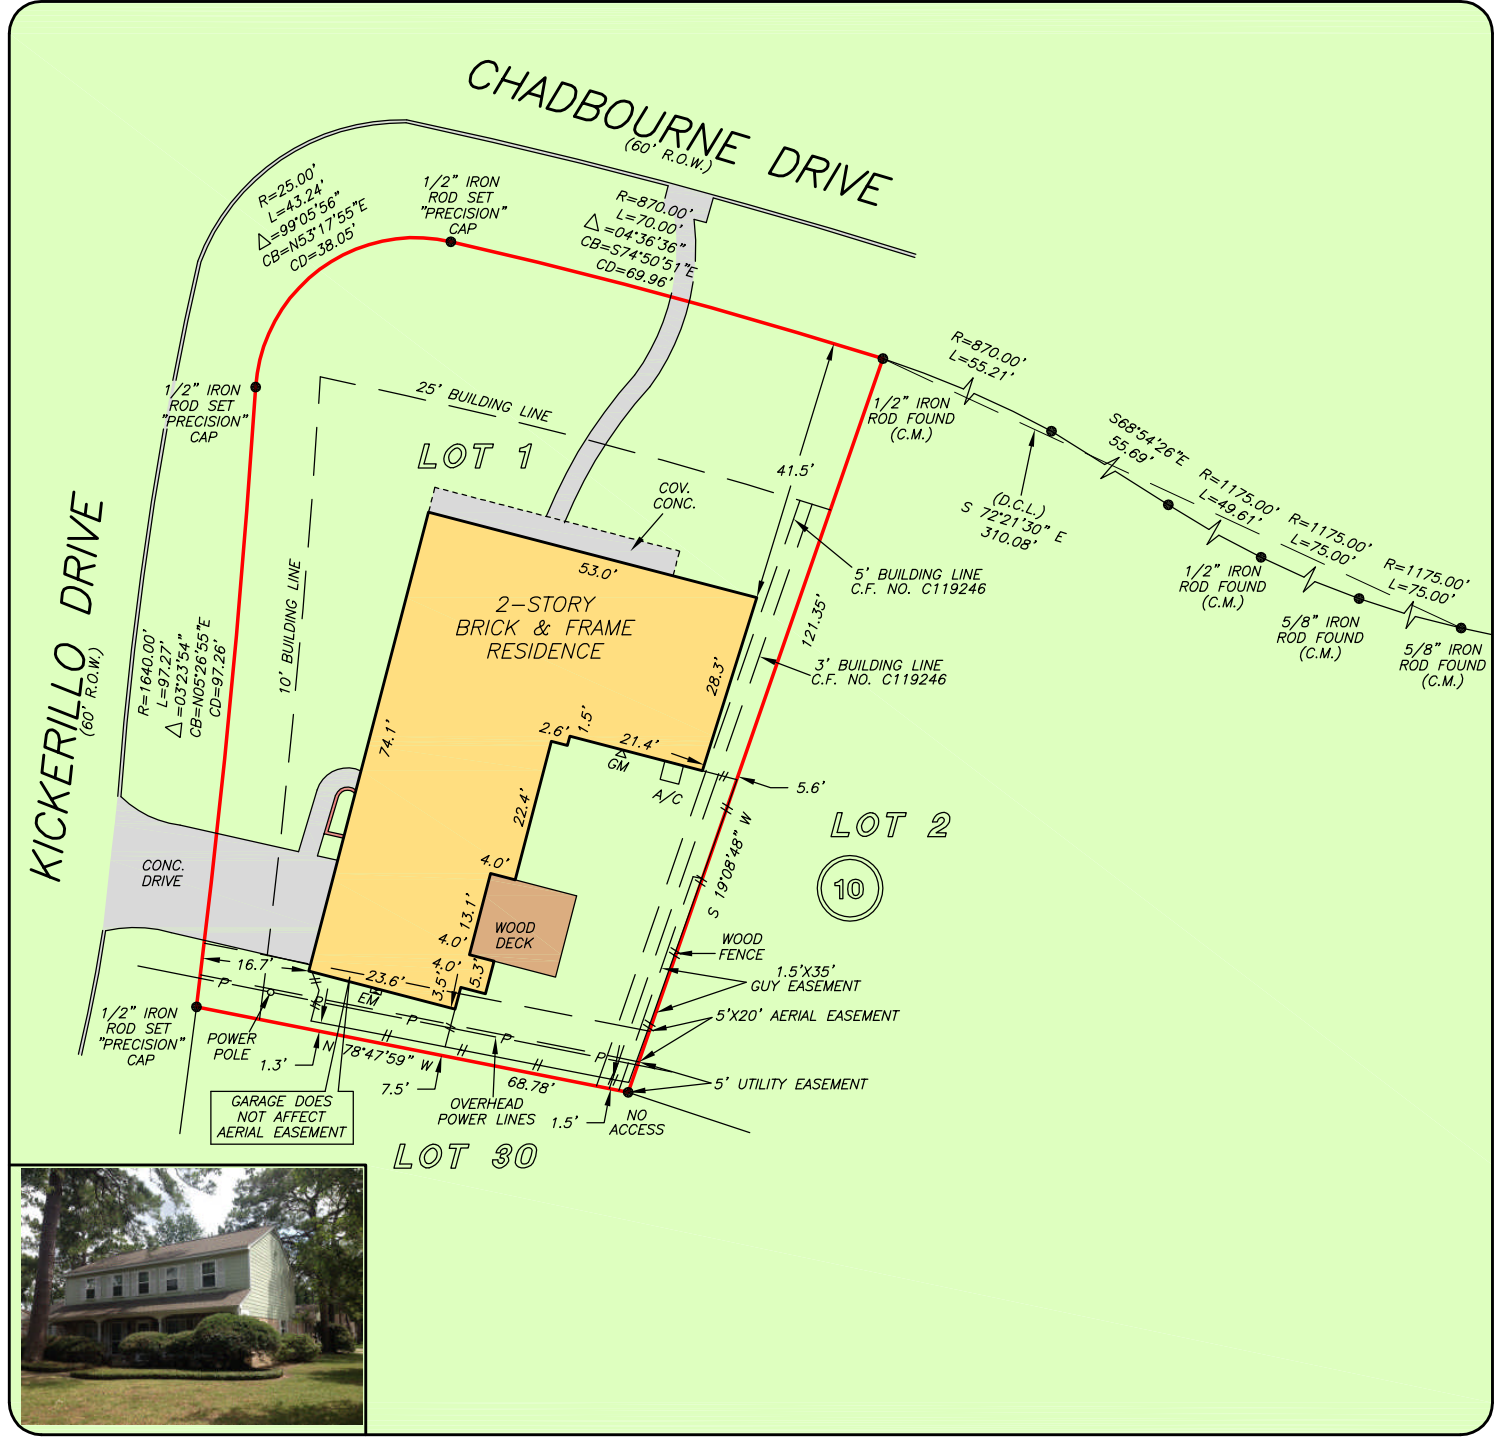 CHADBOURNE DRIVE
(60' R.O.W.)
R=25.00'
L=43.24'
△=99°05'56"
CB=N53°17'55"E
CD=38.05'
1/2" IRON
ROD SET
"PRECISION"
CAP
R=870.00'
L=70.00'
△=04°36'36"
CB=S74°50'51"E
CD=69.96'
R=870.00'
L=55.21'
1/2" IRON
ROD SET
"PRECISION"
CAP
25' BUILDING LINE
LOT 1
1/2" IRON
ROD FOUND
(C.M.)
S68°54'26"E
55.69'
41.5'
COV.
CONC.
(D.C.L.)
S 72°21'30" E
310.08'
R=1175.00'
L=49.61'
R=1175.00'
L=75.00'
R=1175.00'
L=75.00'
1/2" IRON
ROD FOUND
(C.M.)
5/8" IRON
ROD FOUND
(C.M.)
5/8" IRON
ROD FOUND
(C.M.)
KICKERILLO DRIVE
(60' R.O.W.)
R=1640.00'
L=97.27'
△=03°23'54"
CB=N05°26'55"E
CD=97.26'
10' BUILDING LINE
53.0'
2-STORY
BRICK & FRAME
RESIDENCE
5' BUILDING LINE
C.F. NO. C119246
121.35'
3' BUILDING LINE
C.F. NO. C119246
28.3'
74.1'
2.6'
1.5'
21.4'
GM
A/C
5.6'
22.4'
LOT 2
10
S 19°08'48" W
CONC.
DRIVE
4.0'
13.1'
WOOD
DECK
4.0'
4.0'
5.3'
3.5'
WOOD
FENCE
1.5'X35'
GUY EASEMENT
5'X20' AERIAL EASEMENT
5' UTILITY EASEMENT
16.7'
23.6'
EM
P
P
P
P
1/2" IRON
ROD SET
"PRECISION"
CAP
POWER
POLE
1.3'
N 78°47'59" W
68.78'
7.5'
OVERHEAD
POWER LINES
1.5'
NO
ACCESS
GARAGE DOES
NOT AFFECT
AERIAL EASEMENT
LOT 30